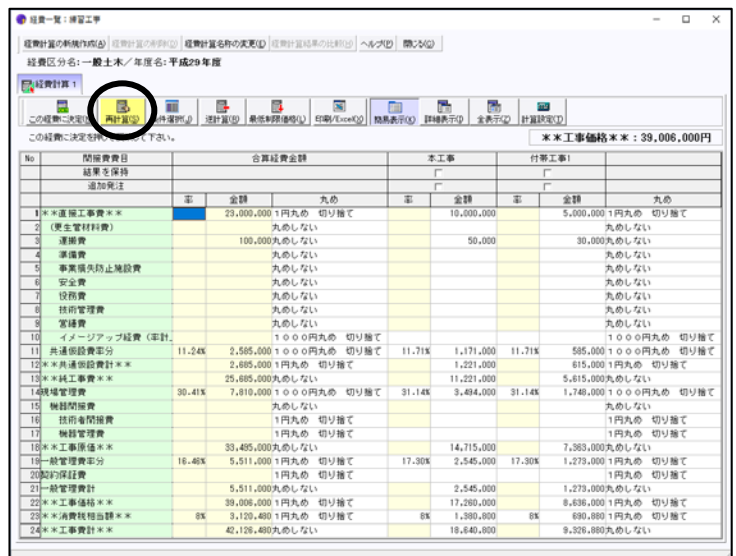 経費一覧：練習工事
経費計算の新規作成(A) 経費計算の削除(D) 経費計算名称の変更(E) 経費計算結果の比較(H) ヘルプ(P) 閉じる(G)
経費区分名：一般土木／年度名：平成29年度
経費計算 1
この経費に決定 再計算(S) 件選択(J) 逆計算(R) 最低制限価格(L) 印刷/Excel(Q) 簡易表示(K) 詳細表示(I) 全表示(Z) 計算設定(T)
この経費に決定を押 下さい。
＊＊工事価格＊＊：39,006,000円
No 間接費費目 合算経費金額 本工事 付帯工事1
結果を保持
追加発注
率 金額 丸め 率 金額 率 金額 丸め
1 ＊＊直接工事費＊＊ 23,000,000 1円丸め 切り捨て 10,000,000 5,000,000 1円丸め 切り捨て
2 （更生管材料費） 丸めしない 丸めしない
3 運搬費 100,000 丸めしない 50,000 30,000 丸めしない
4 準備費 丸めしない 丸めしない
5 事業損失防止施設費 丸めしない 丸めしない
6 安全費 丸めしない 丸めしない
7 役務費 丸めしない 丸めしない
8 技術管理費 丸めしない 丸めしない
9 営繕費 丸めしない 丸めしない
10 イメージアップ経費（率計 １０００円丸め 切り捨て １０００円丸め 切り捨て
11 共通仮設費率分 11.24% 2,585,000 １０００円丸め 切り捨て 11.71% 1,171,000 11.71% 585,000 １０００円丸め 切り捨て
12 ＊＊共通仮設費計＊＊ 2,685,000 1円丸め 切り捨て 1,221,000 615,000 1円丸め 切り捨て
13 ＊＊純工事費＊＊ 25,685,000 丸めしない 11,221,000 5,615,000 丸めしない
14 現場管理費 30.41% 7,810,000 １０００円丸め 切り捨て 31.14% 3,494,000 31.14% 1,748,000 １０００円丸め 切り捨て
15 機器間接費 丸めしない 丸めしない
16 技術者間接費 1円丸め 切り捨て 1円丸め 切り捨て
17 機器管理費 1円丸め 切り捨て 1円丸め 切り捨て
18 ＊＊工事原価＊＊ 33,495,000 丸めしない 14,715,000 7,363,000 丸めしない
19 一般管理費率分 16.46% 5,511,000 1円丸め 切り捨て 17.30% 2,545,000 17.30% 1,273,000 1円丸め 切り捨て
20 契約保証費 1円丸め 切り捨て 1円丸め 切り捨て
21 一般管理費計 5,511,000 丸めしない 2,545,000 1,273,000 丸めしない
22 ＊＊工事価格＊＊ 39,006,000 1円丸め 切り捨て 17,260,000 8,636,000 1円丸め 切り捨て
23 ＊＊消費税相当額＊＊ 8% 3,120,480 1円丸め 切り捨て 8% 1,380,800 8% 690,880 1円丸め 切り捨て
24 ＊＊工事費計＊＊ 42,126,480 丸めしない 18,640,800 9,326,880 丸めしない